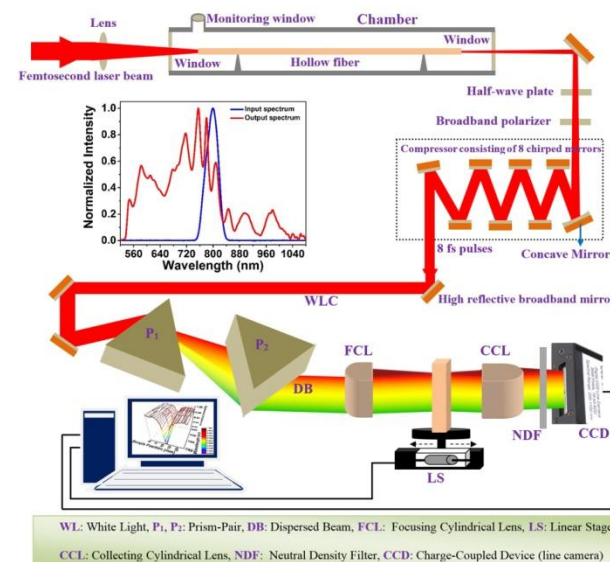 Lens
Monitoring window
Chamber
Window
Femtosecond laser beam
Window
Hollow fiber
Half-wave plate
Broadband polarizer
Compressor consisting of 8 chirped mirrors
Normalized Intensity
1.0
0.8
0.6
0.4
0.2
0.0
Input spectrum
Output spectrum
560 640 720 800 880 960 1040
Wavelength (nm)
8 fs pulses
Concave Mirror
WLC
High reflective broadband mirro
P1
P2
DB
FCL
CCL
NDF
CCD
LS
WL: White Light, P1, P2: Prism-Pair, DB: Dispersed Beam, FCL: Focusing Cylindrical Lens, LS: Linear Stage
CCL: Collecting Cylindrical Lens, NDF: Neutral Density Filter, CCD: Charge-Coupled Device (line camera)